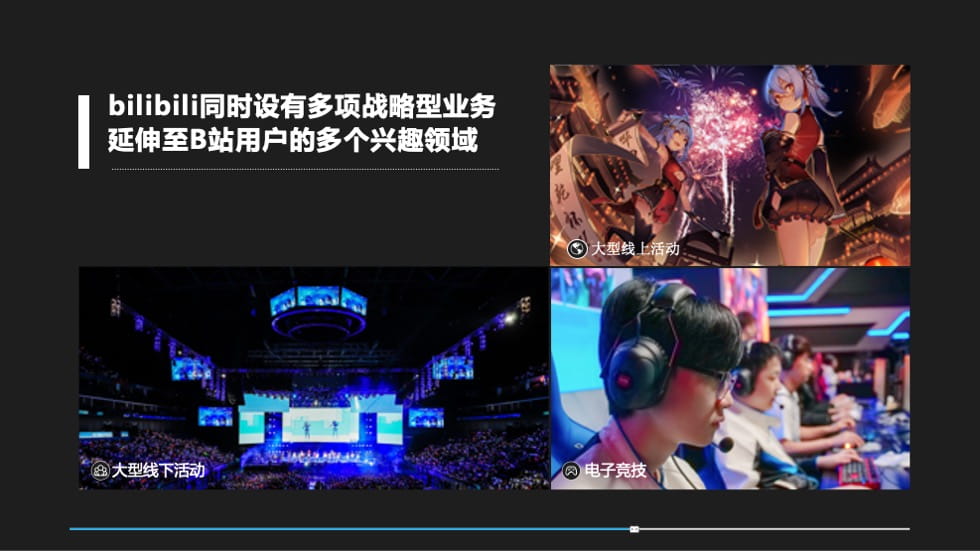 bilibili同时设有多项战略型业务
延伸至B站用户的多个兴趣领域
大型线上活动
大型线下活动
电子竞技